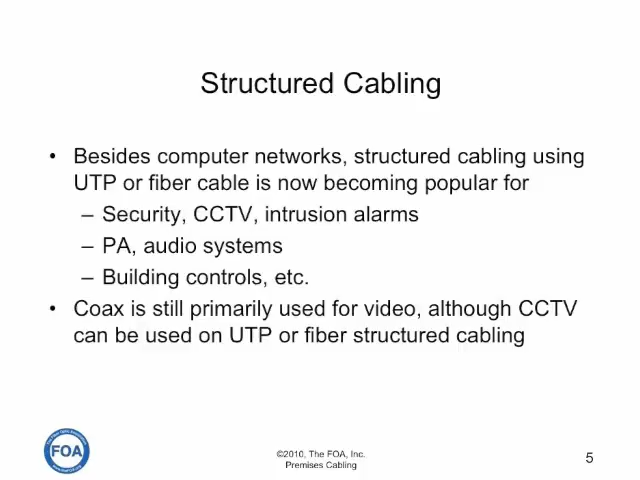 Structured Cabling
• Besides computer networks, structured cabling using
UTP or fiber cable is now becoming popular for
– Security, CCTV, intrusion alarms
– PA, audio systems
– Building controls, etc.
• Coax is still primarily used for video, although CCTV
can be used on UTP or fiber structured cabling
FOA
©2010, The FOA, Inc.
Premises Cabling
5